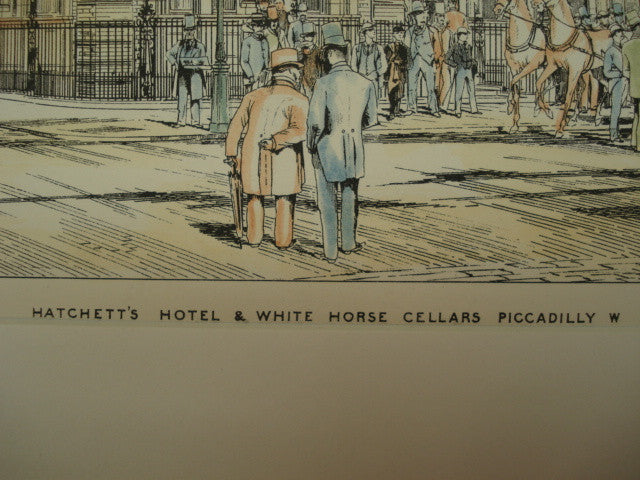 HATCHETT'S HOTEL & WHITE HORSE CELLARS PICCADILLY W